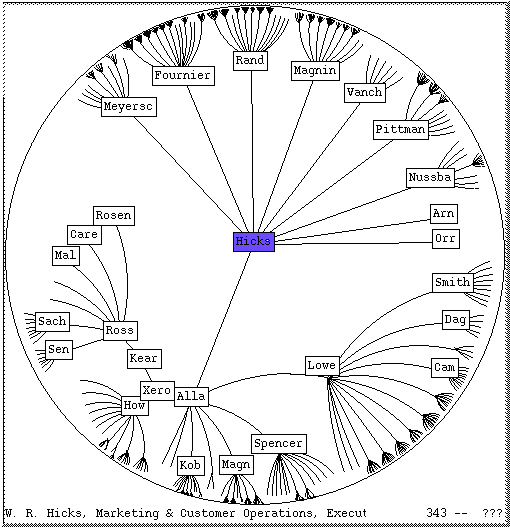 Rand
Fournier
Magnin
Vanch
Meyersc
Pittman
Nussba
Rosen
Arn
Care
Orr
Hicks
Mal
Smith
Sach
Dag
Ross
Sen
Kear
Lowe
Cam
Xero
Alla
How
Spencer
Kob
Magn
W. R. Hicks, Marketing & Customer Operations, Execut 343 -- ???